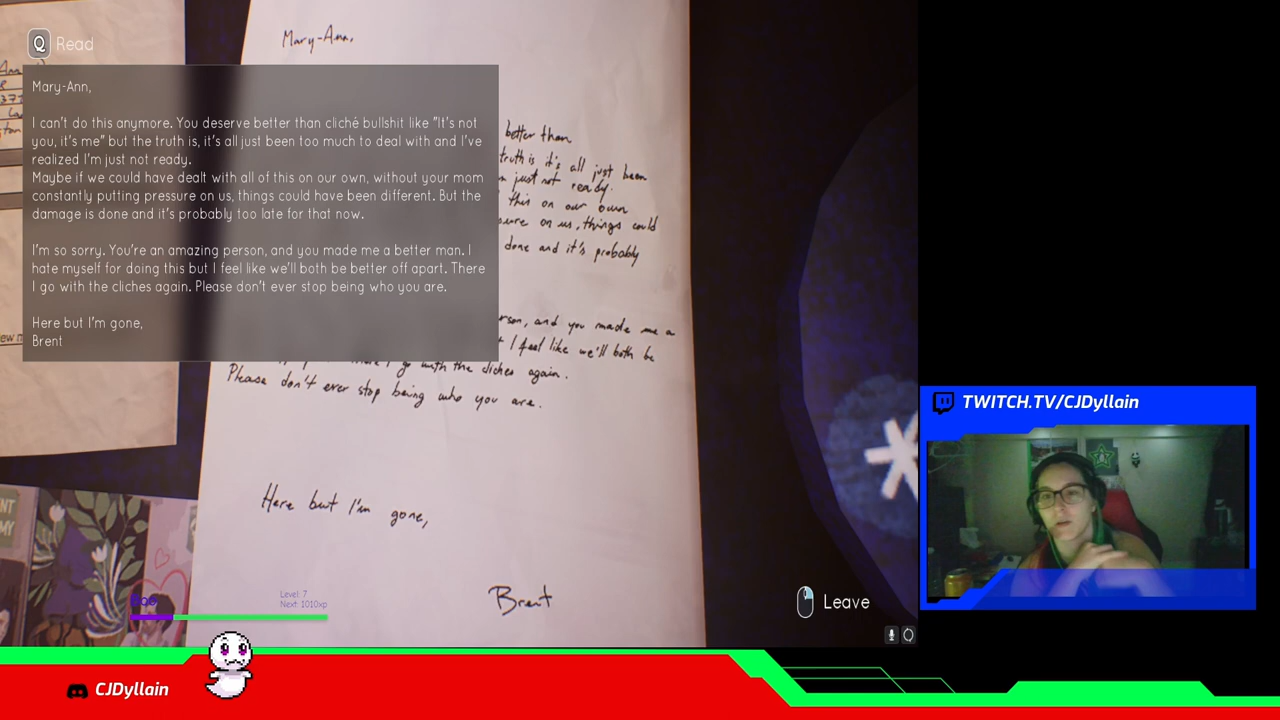 Q Read
Mary-Ann,
I can't do this anymore. You deserve better than cliché bullshit like "It's not
you, it's me" but the truth is, it's all just been too much to deal with and I've
realized I'm just not ready.
Maybe if we could have dealt with all of this on our own, without your mom
constantly putting pressure on us, things could have been different. But the
damage is done and it's probably too late for that now.
I'm so sorry. You're an amazing person, and you made me a better man. I
hate myself for doing this but I feel like we'll both be better off apart. There
I go with the cliches again. Please don't ever stop being who you are.
Here but I'm gone,
Brent
Mary-Ann,
better than
truth is it's all just been
just not ready.
this on our own
sure on us, things could
done and it's probably
rson, and you made me a
I feel like we'll both be
I go with the cliches again.
Please don't ever stop being who you are.
Here but I'm gone,
Brent
Level: 7
Next: 1010xp
Leave
TWITCH.TV/CJDyllain
CJDyllain